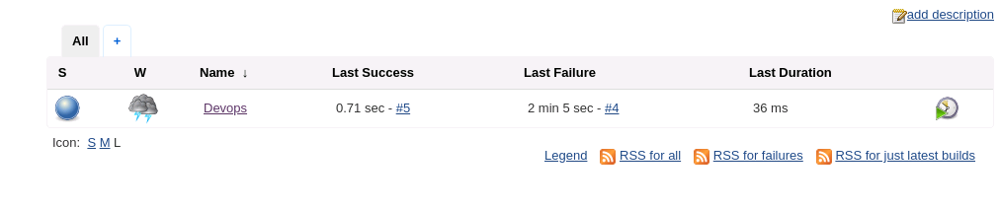 add description
All +
S W Name ↓ Last Success Last Failure Last Duration
Devops 0.71 sec - #5 2 min 5 sec - #4 36 ms
Icon: S M L
Legend RSS for all RSS for failures RSS for just latest builds